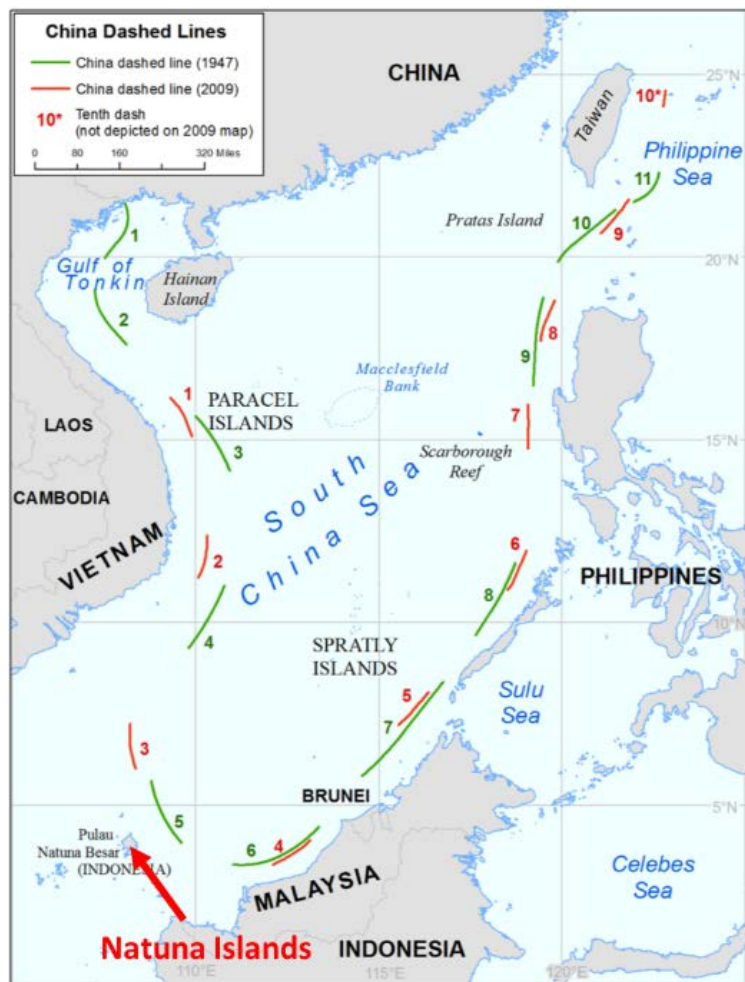 China Dashed Lines
China dashed line (1947)
China dashed line (2009)
10* Tenth dash
(not depicted on 2009 map)
0 80 160 320 Miles
CHINA
25°N
10*
Taiwan
Philippine
Sea
11
1
Pratas Island
10
9
Gulf of
Tonkin
Hainan
Island
20°N
2
8
9
Macclesfield
Bank
1
PARACEL
ISLANDS
7
LAOS
3
Scarborough
Reef
15°N
CAMBODIA
South
China Sea
VIETNAM
2
6
PHILIPPINES
8
4
10°N
SPRATLY
ISLANDS
5
Sulu
Sea
7
3
BRUNEI
5
5°N
Pulau
Natuna Besar
(INDONESIA)
6
4
Celebes
Sea
MALAYSIA
Natuna Islands
INDONESIA
110°E
115°E
120°E